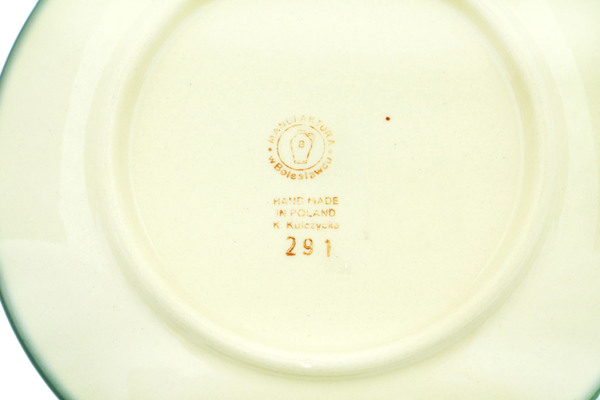 MANUFAKTURA
w Bolesławcu
HAND MADE
IN POLAND
K. Kulczycka
291